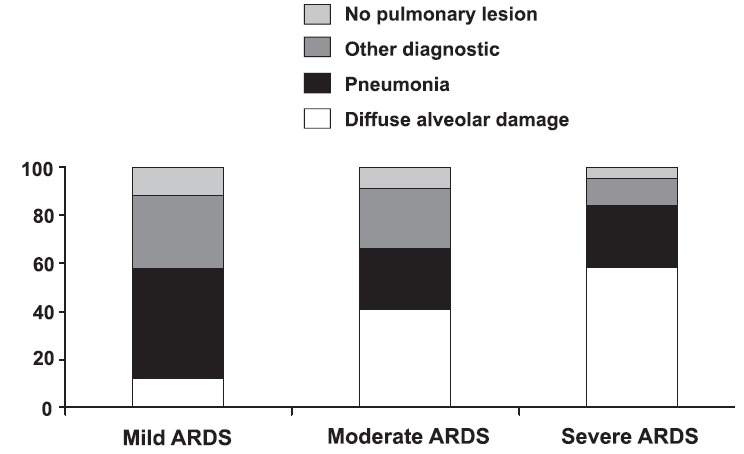 No pulmonary lesion
Other diagnostic
Pneumonia
Diffuse alveolar damage
100
80
60
40
20
0
Mild ARDS
Moderate ARDS
Severe ARDS